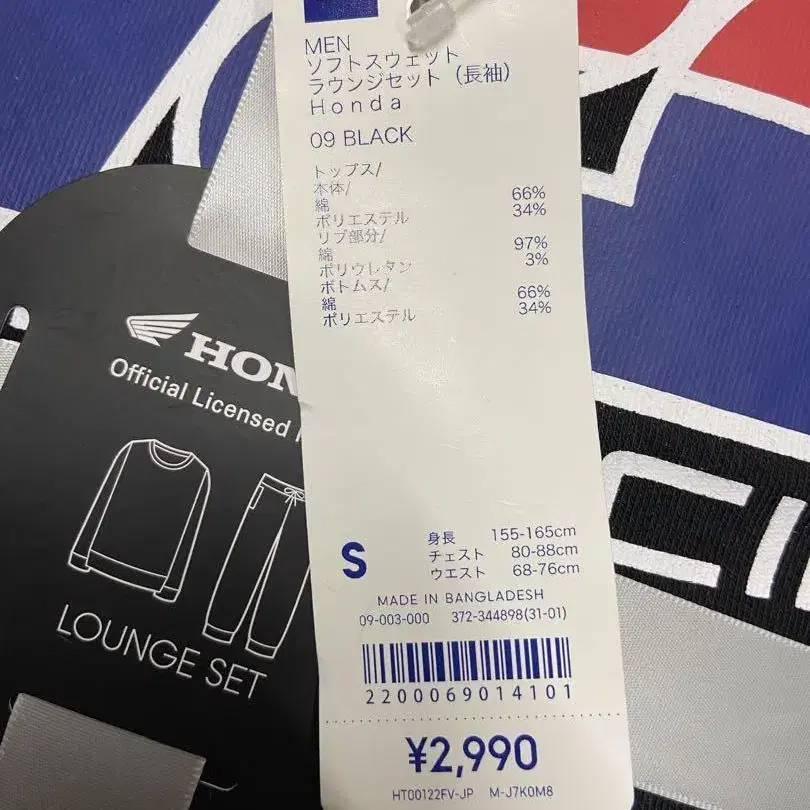 MEN
ソフトスウェット
ラウンジセット（長袖）
Honda
09 BLACK
トップス/
本体/
綿 66%
ポリエステル 34%
リブ部分/
綿 97%
ポリウレタン 3%
ボトムス/
綿 66%
ポリエステル 34%
S
身長 155-165cm
チェスト 80-88cm
ウエスト 68-76cm
MADE IN BANGLADESH
09-003-000 372-344898(31-01)
2200069014101
¥2,990
HT00122FV-JP M-J7K0M8
HON
Official Licensed
LOUNGE SET